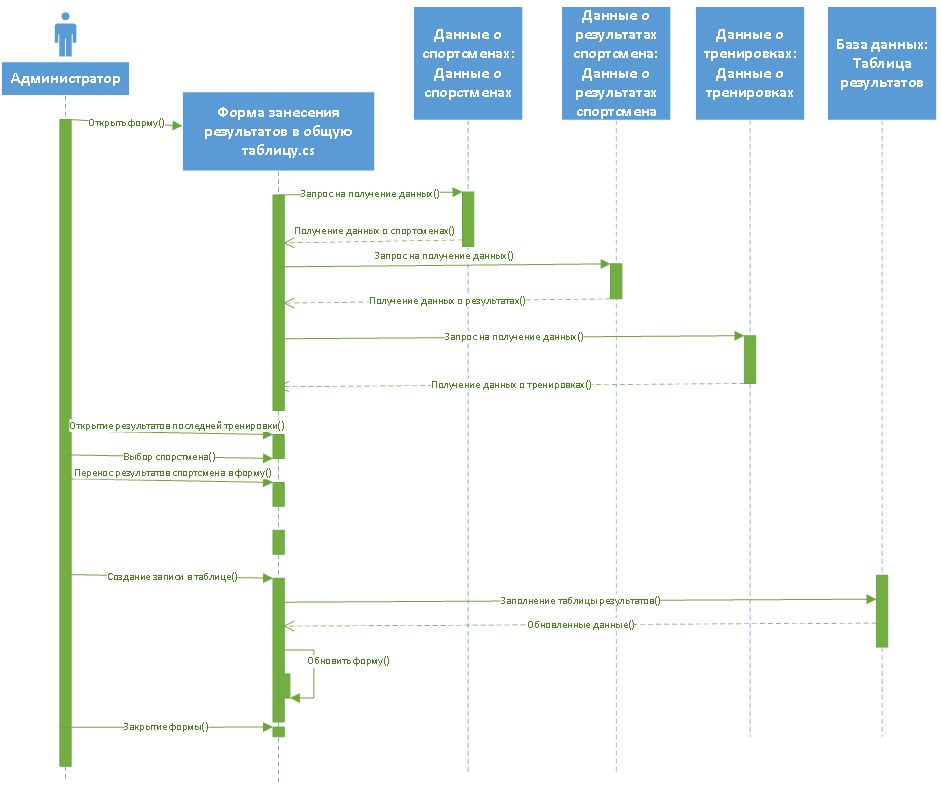 Администратор
Форма занесения
результатов в общую
таблицу.cs
Данные о
спортсменах:
Данные о
спорстменах
Данные о
результатах
спортсмена:
Данные о
результатах
спортсмена
Данные о
тренировках:
Данные о
тренировках
База данных:
Таблица
результатов
Открыть форму()
Запрос на получение данных()
Получение данных о спортсменах()
Запрос на получение данных()
Получение данных о результатах()
Запрос на получение данных()
Получение данных о тренировках()
Открытие результатов последней тренировки()
Выбор спорстмена()
Перенос результатов спортсмена в форму()
Создание записи в таблице()
Заполнение таблицы результатов()
Обновленные данные()
Обновить форму()
Закрытие формы()